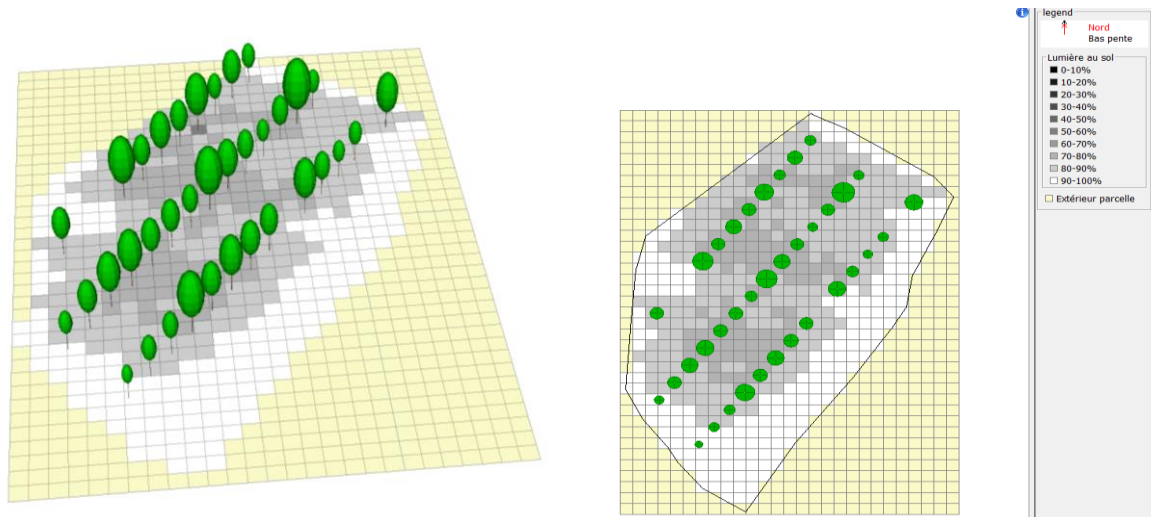 legend
Nord
Bas pente
Lumière au sol
0-10%
10-20%
20-30%
30-40%
40-50%
50-60%
60-70%
70-80%
80-90%
90-100%
Extérieur parcelle